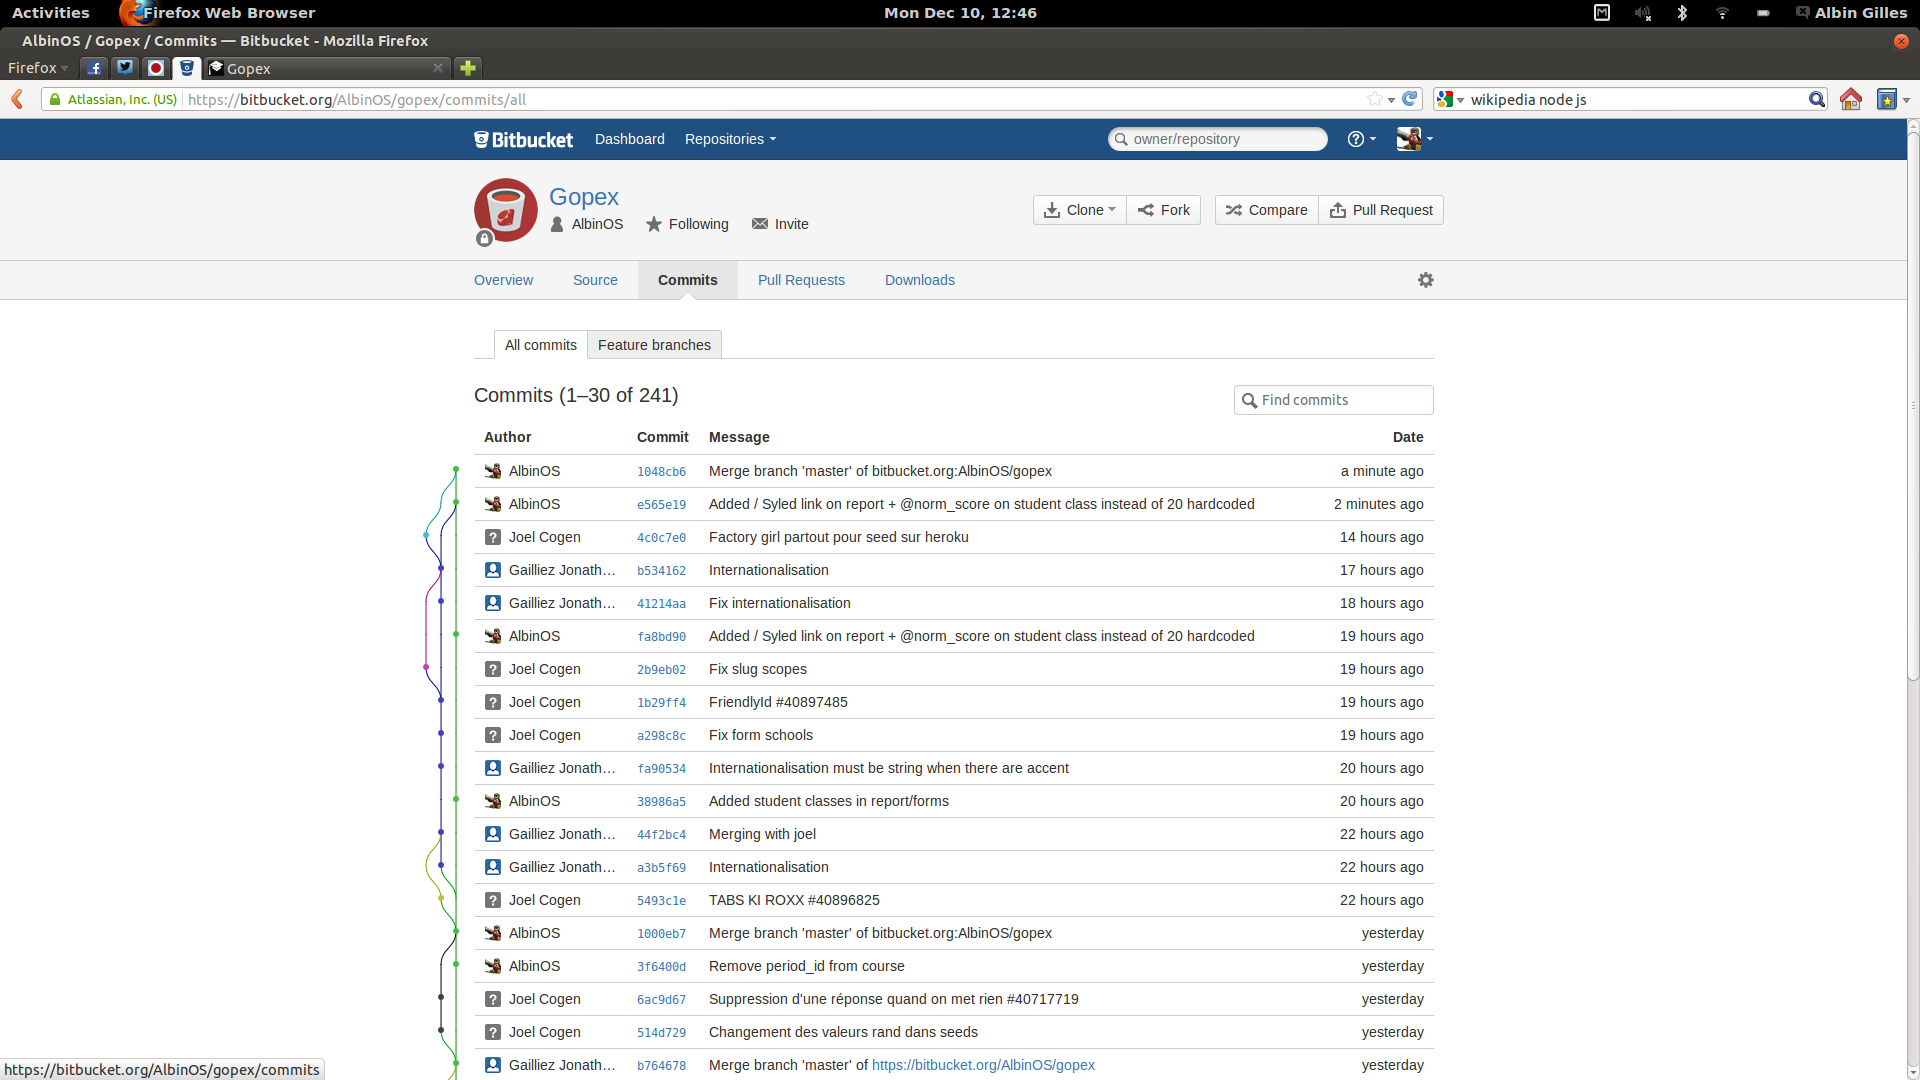 Activities Firefox Web Browser Mon Dec 10, 12:46 Albin Gilles
AlbinOS / Gopex / Commits — Bitbucket - Mozilla Firefox
Firefox Gopex
Atlassian, Inc. (US) https://bitbucket.org/AlbinOS/gopex/commits/all wikipedia node js
Bitbucket Dashboard Repositories owner/repository
Gopex
AlbinOS Following Invite Clone Fork Compare Pull Request
Overview Source Commits Pull Requests Downloads
All commits Feature branches
Commits (1–30 of 241) Find commits
Author Commit Message Date
AlbinOS 1048cb6 Merge branch 'master' of bitbucket.org:AlbinOS/gopex a minute ago
AlbinOS e565e19 Added / Syled link on report + @norm_score on student class instead of 20 hardcoded 2 minutes ago
Joel Cogen 4c0c7e0 Factory girl partout pour seed sur heroku 14 hours ago
Gailliez Jonath... b534162 Internationalisation 17 hours ago
Gailliez Jonath... 41214aa Fix internationalisation 18 hours ago
AlbinOS fa8bd90 Added / Syled link on report + @norm_score on student class instead of 20 hardcoded 19 hours ago
Joel Cogen 2b9eb02 Fix slug scopes 19 hours ago
Joel Cogen 1b29ff4 FriendlyId #40897485 19 hours ago
Joel Cogen a298c8c Fix form schools 19 hours ago
Gailliez Jonath... fa90534 Internationalisation must be string when there are accent 20 hours ago
AlbinOS 38986a5 Added student classes in report/forms 20 hours ago
Gailliez Jonath... 44f2bc4 Merging with joel 22 hours ago
Gailliez Jonath... a3b5f69 Internationalisation 22 hours ago
Joel Cogen 5493c1e TABS KI ROXX #40896825 22 hours ago
AlbinOS 1000eb7 Merge branch 'master' of bitbucket.org:AlbinOS/gopex yesterday
AlbinOS 3f6400d Remove period_id from course yesterday
Joel Cogen 6ac9d67 Suppression d'une réponse quand on met rien #40717719 yesterday
Joel Cogen 514d729 Changement des valeurs rand dans seeds yesterday
Gailliez Jonath... b764678 Merge branch 'master' of https://bitbucket.org/AlbinOS/gopex yesterday
https://bitbucket.org/AlbinOS/gopex/commits